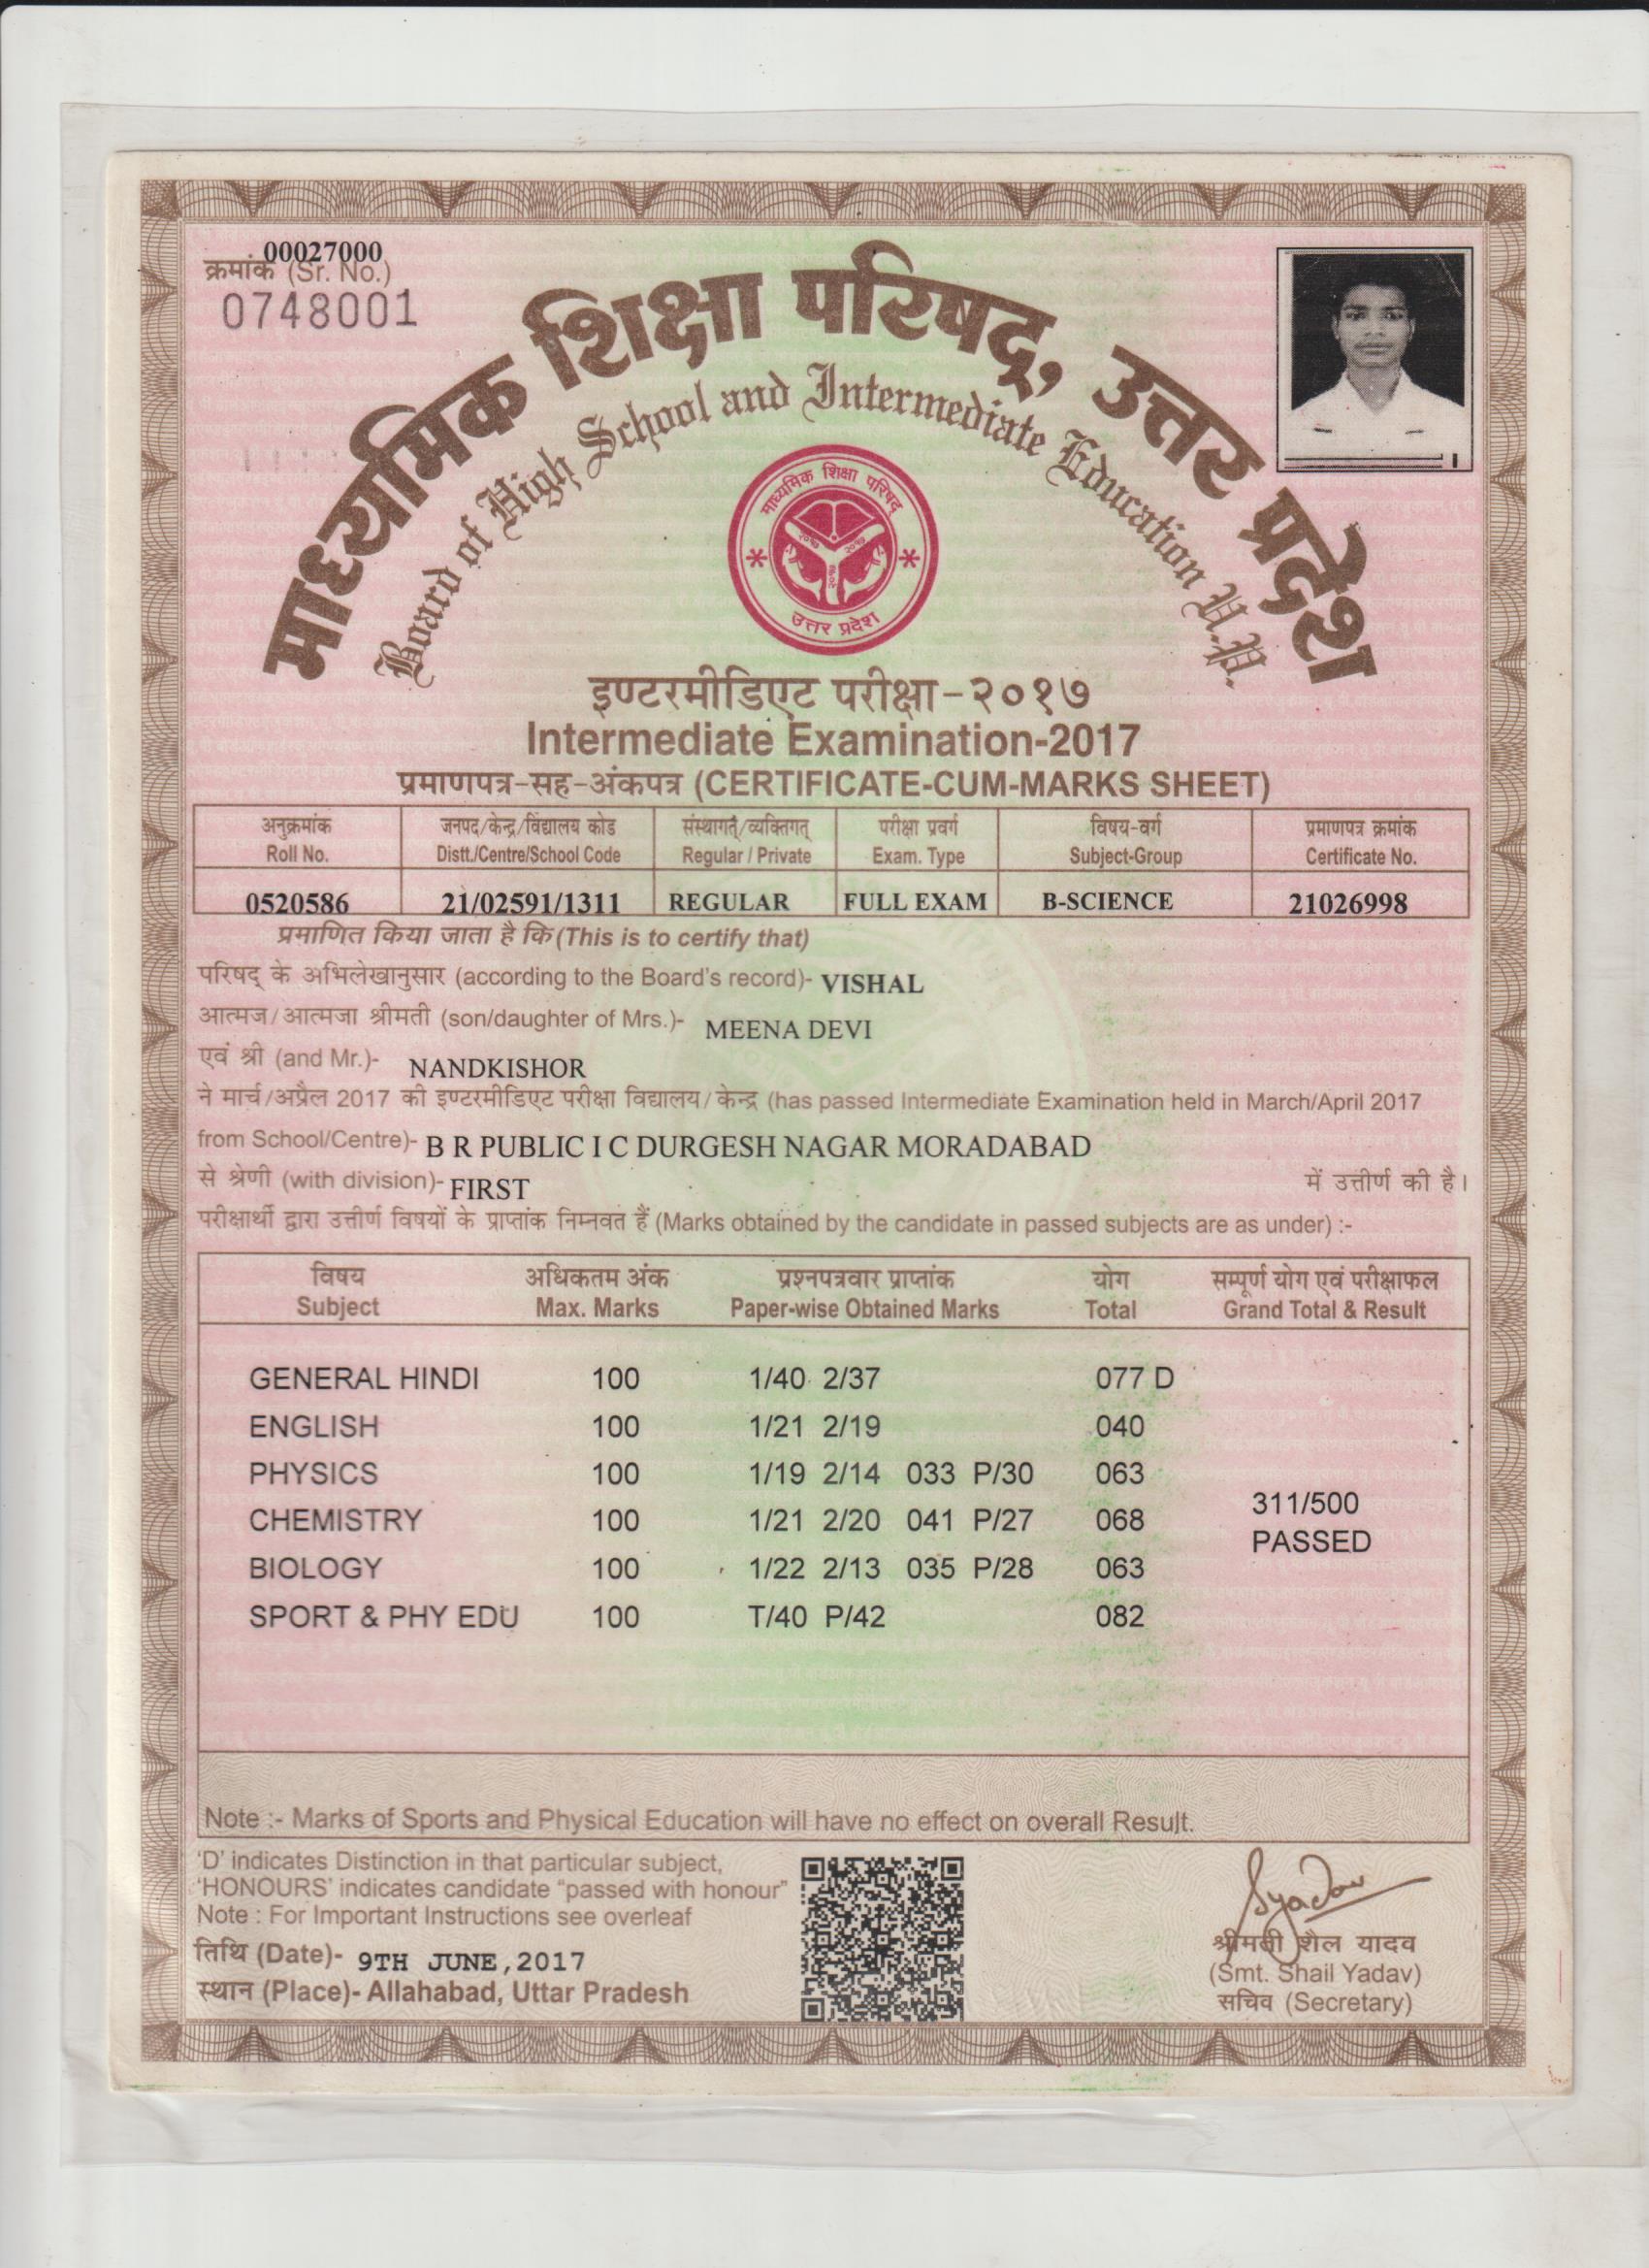 00027000
क्रमांक (Sr. No.)
0748001
माध्यमिक शिक्षा परिषद्, उत्तर प्रदेश
Board of High School and Intermediate Education U.P.
माध्यमिक शिक्षा परिषद्
उत्तर प्रदेश
इण्टरमीडिएट परीक्षा-२०१७
Intermediate Examination-2017
प्रमाणपत्र-सह-अंकपत्र (CERTIFICATE-CUM-MARKS SHEET)
अनुक्रमांक जनपद/केन्द्र/विद्यालय कोड संस्थागत्/व्यक्तिगत् परीक्षा प्रवर्ग विषय-वर्ग प्रमाणपत्र क्रमांक
Roll No. Distt./Centre/School Code Regular / Private Exam. Type Subject-Group Certificate No.
0520586 21/02591/1311 REGULAR FULL EXAM B-SCIENCE 21026998
प्रमाणित किया जाता है कि (This is to certify that)
परिषद् के अभिलेखानुसार (according to the Board's record)- VISHAL
आत्मज/आत्मजा श्रीमती (son/daughter of Mrs.)- MEENA DEVI
एवं श्री (and Mr.)- NANDKISHOR
ने मार्च/अप्रैल 2017 की इण्टरमीडिएट परीक्षा विद्यालय/केन्द्र (has passed Intermediate Examination held in March/April 2017
from School/Centre)- B R PUBLIC I C DURGESH NAGAR MORADABAD
से श्रेणी (with division)- FIRST में उत्तीर्ण की है।
परीक्षार्थी द्वारा उत्तीर्ण विषयों के प्राप्तांक निम्नवत हैं (Marks obtained by the candidate in passed subjects are as under) :-
विषय अधिकतम अंक प्रश्नपत्रवार प्राप्तांक योग सम्पूर्ण योग एवं परीक्षाफल
Subject Max. Marks Paper-wise Obtained Marks Total Grand Total & Result
GENERAL HINDI 100 1/40 2/37 077 D
ENGLISH 100 1/21 2/19 040
PHYSICS 100 1/19 2/14 033 P/30 063
311/500
CHEMISTRY 100 1/21 2/20 041 P/27 068
PASSED
BIOLOGY 100 1/22 2/13 035 P/28 063
SPORT & PHY EDU 100 T/40 P/42 082
Note :- Marks of Sports and Physical Education will have no effect on overall Result.
'D' indicates Distinction in that particular subject,
'HONOURS' indicates candidate "passed with honour"
Note : For Important Instructions see overleaf
तिथि (Date)- 9TH JUNE,2017
स्थान (Place)- Allahabad, Uttar Pradesh
SYadav
श्रीमती शैल यादव
(Smt. Shail Yadav)
सचिव (Secretary)